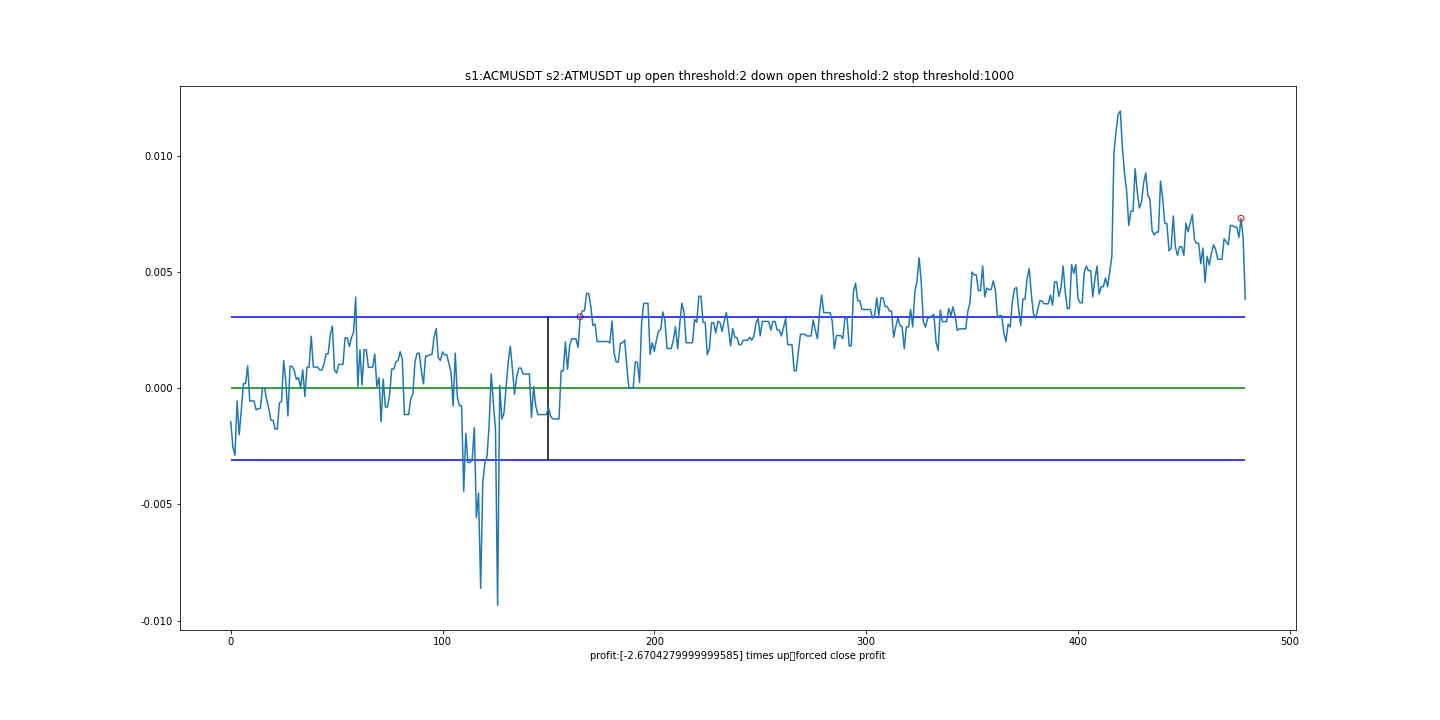 s1:ACMUSDT s2:ATMUSDT up open threshold:2 down open threshold:2 stop threshold:1000
0.010
0.005
0.000
-0.005
-0.010
0 100 200 300 400 500
profit:[-2.6704279999999585] times up▯forced close profit